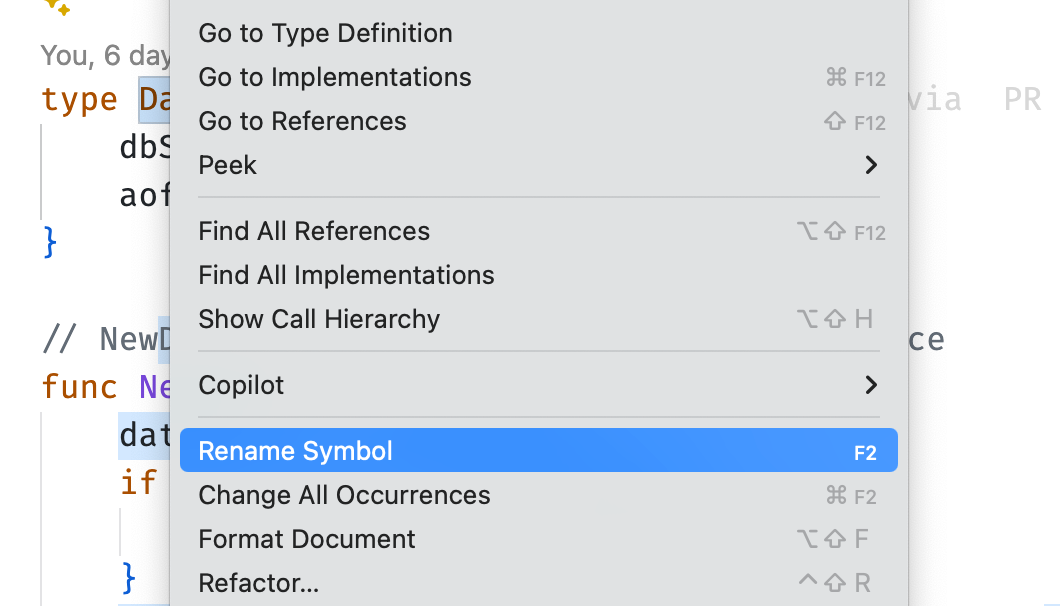 Go to Type Definition
You, 6 day
Go to Implementations ⌘ F12
type Da via PR
Go to References ⇧ F12
dbS
Peek >
aof
}
Find All References ⌥⇧ F12
Find All Implementations
Show Call Hierarchy ⌥⇧ H
// NewD ce
func Ne
Copilot >
dat
Rename Symbol F2
if
Change All Occurrences ⌘ F2
Format Document ⌥⇧ F
}
Refactor... ^⇧ R